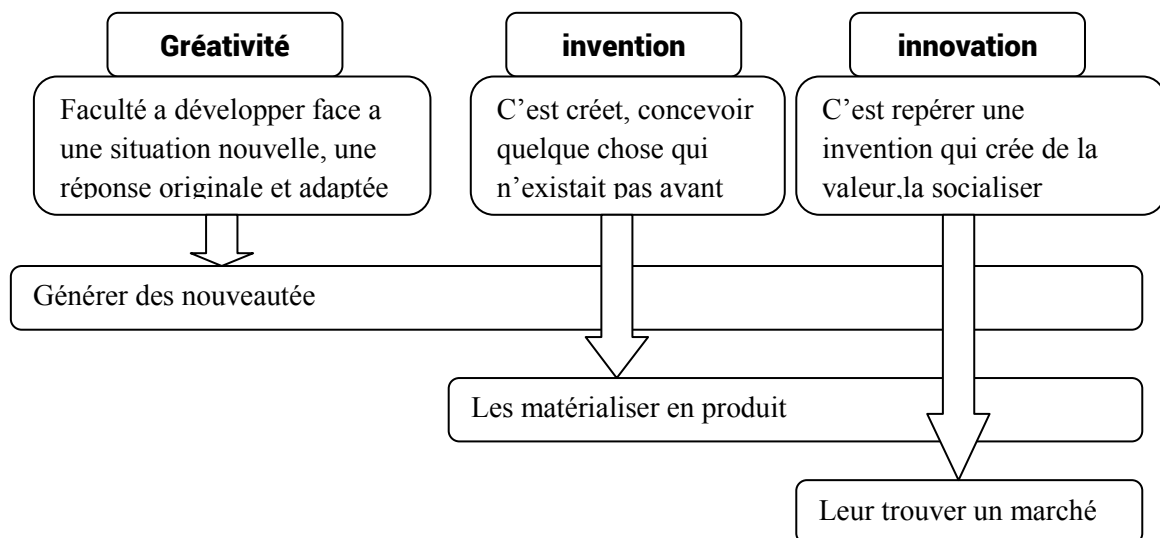 Gréativité
Faculté a développer face a
une situation nouvelle, une
réponse originale et adaptée
invention
C’est créet, concevoir
quelque chose qui
n’existait pas avant
innovation
C’est repérer une
invention qui crée de la
valeur,la socialiser
Générer des nouveautée
Les matérialiser en produit
Leur trouver un marché